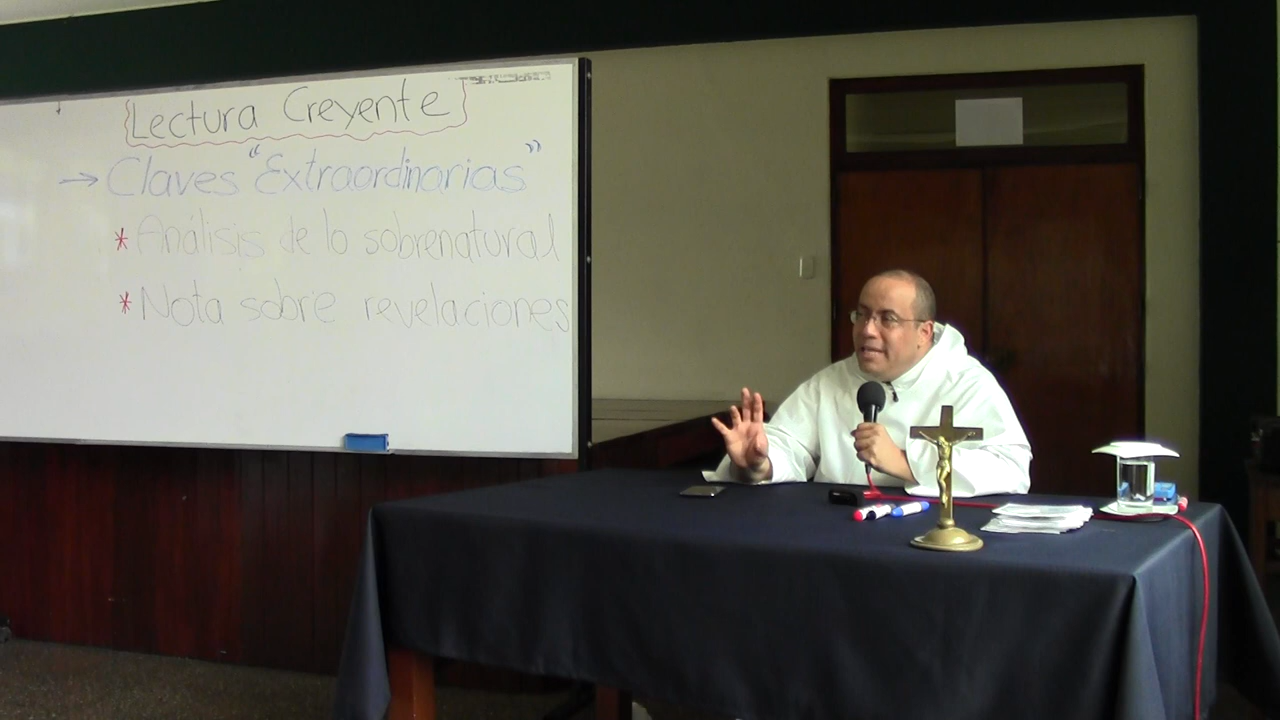 Lectura Creyente
→ Claves "Extraordinarias"
* Análisis de lo sobrenatural
* Nota sobre revelaciones